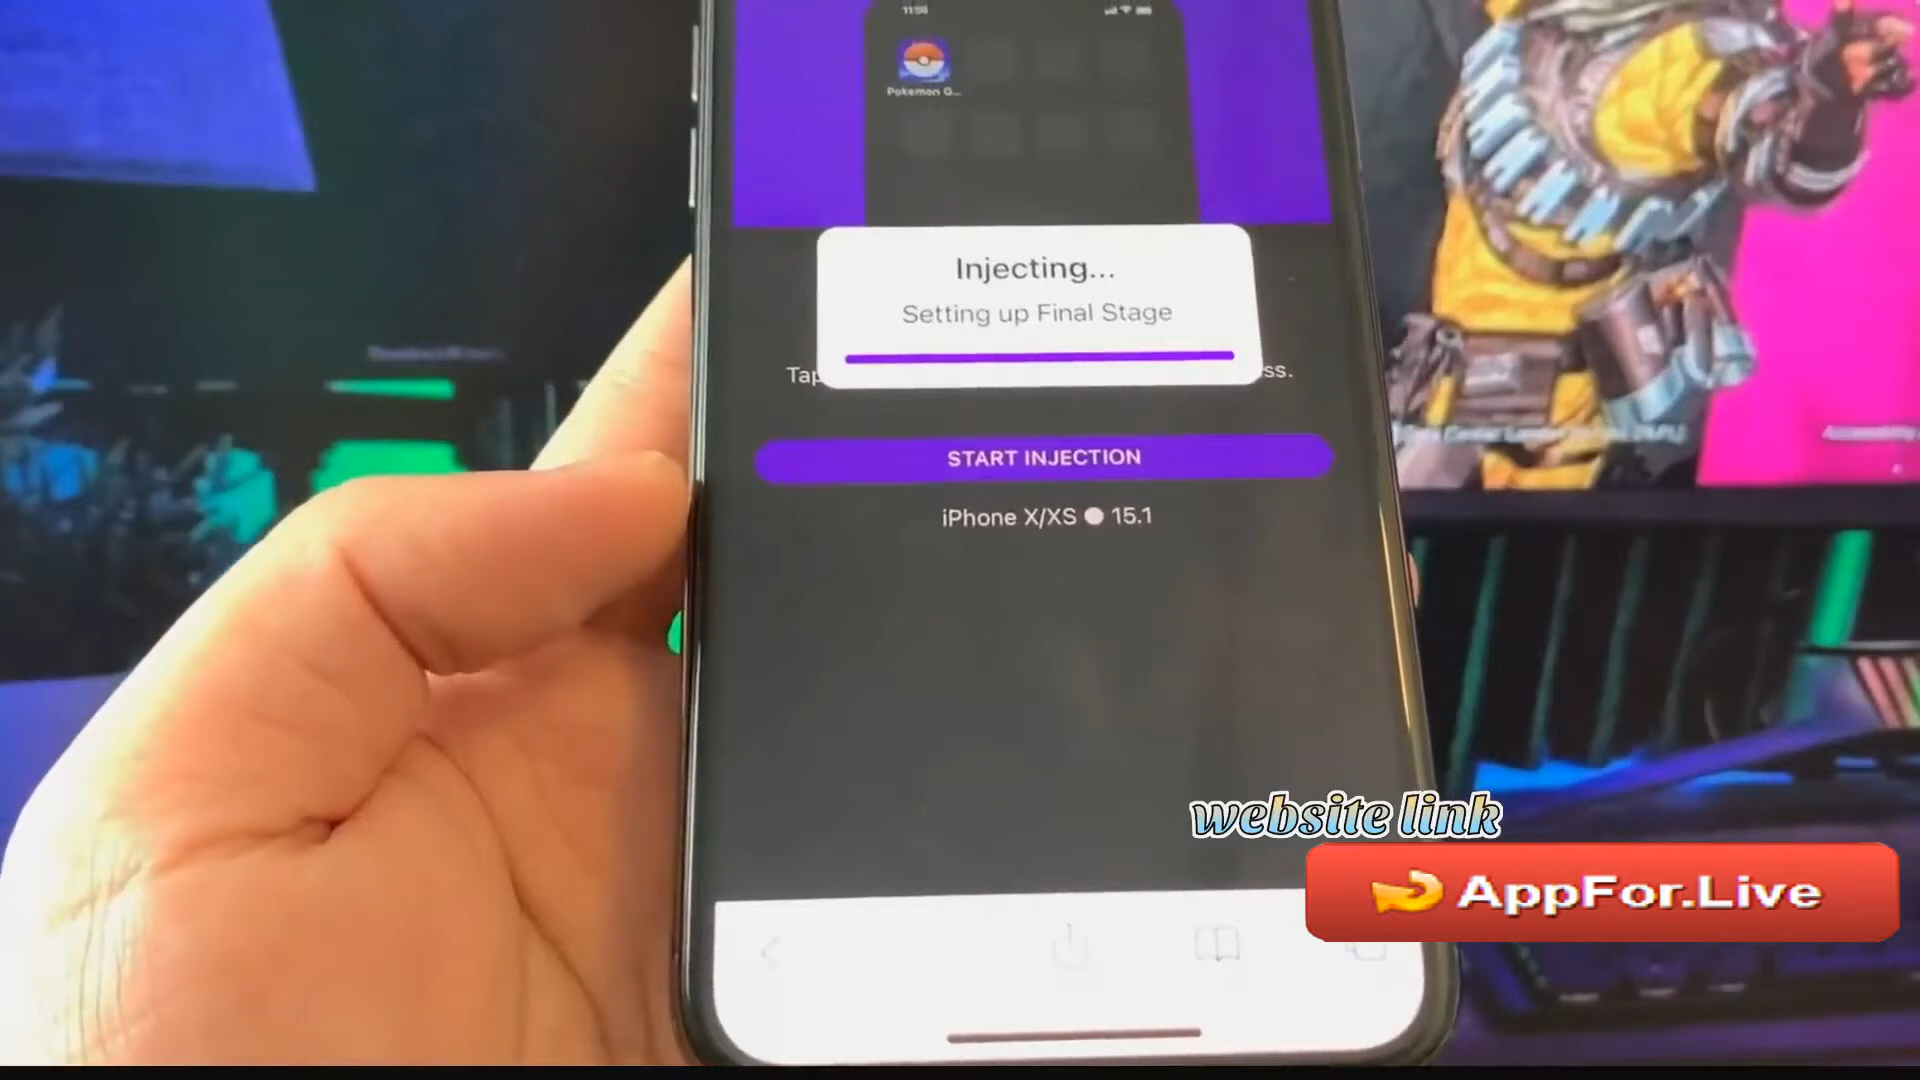 11:56
Pokemon G...
Injecting...
Setting up Final Stage
Tap
ss.
START INJECTION
iPhone X/XS 15.1
website link
AppFor.Live